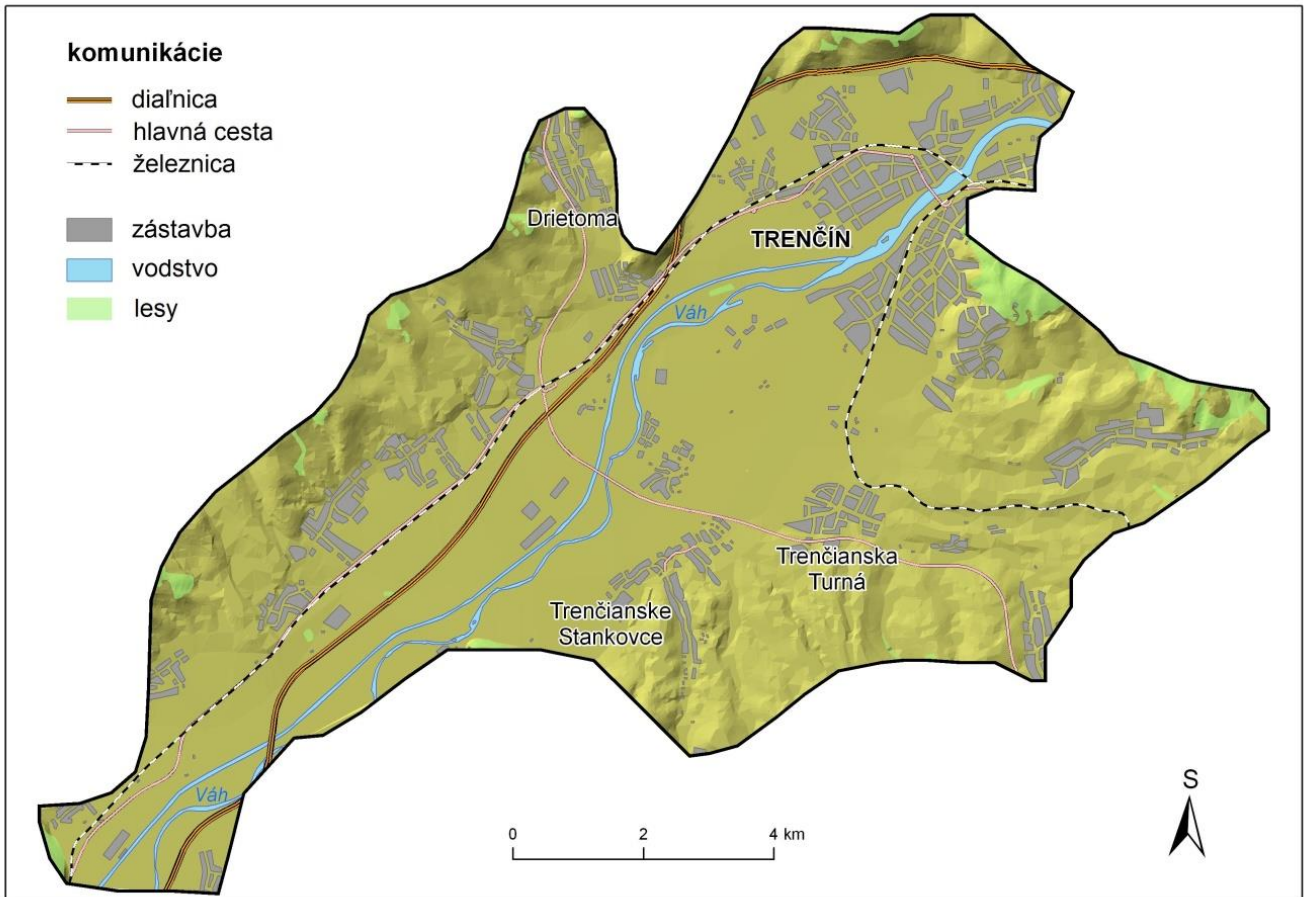 komunikácie
diaľnica
hlavná cesta
železnica
zástavba
vodstvo
lesy
Drietoma
TRENČÍN
Váh
Trenčianska
Turná
Trenčianske
Stankovce
Váh
0 2 4 km
S